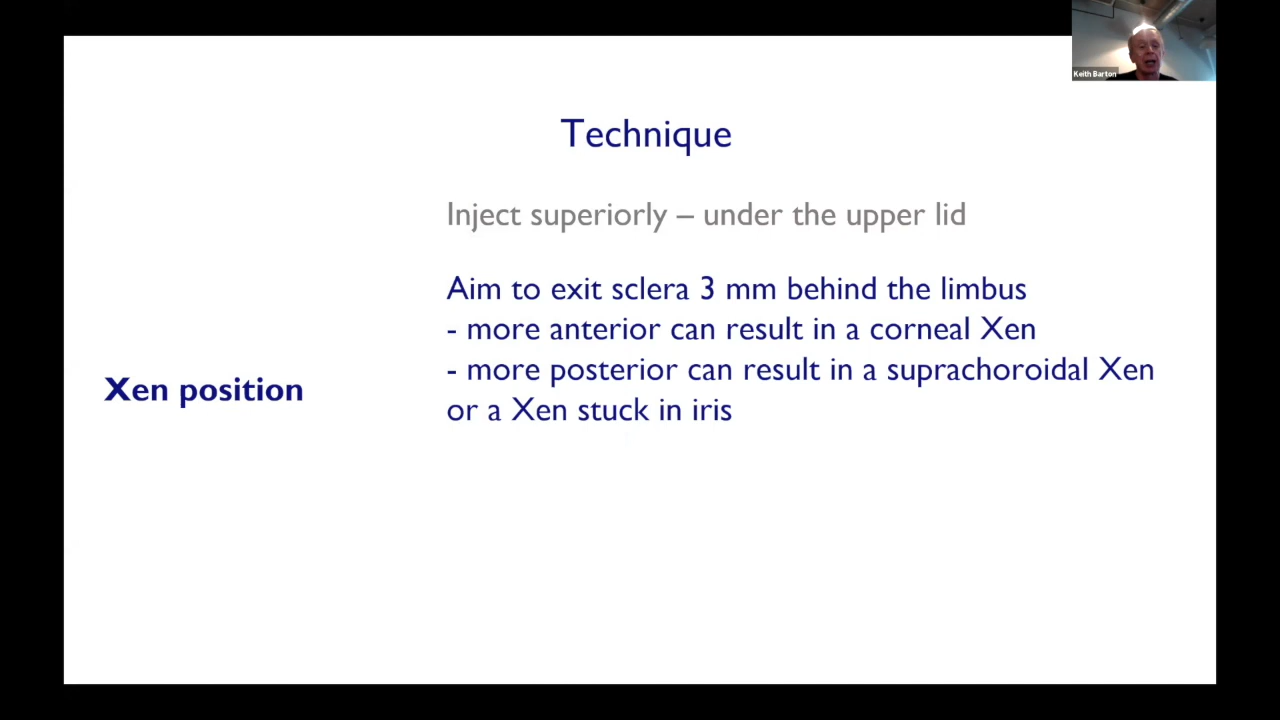 Keith Barton
Technique
Inject superiorly – under the upper lid
Aim to exit sclera 3 mm behind the limbus
- more anterior can result in a corneal Xen
- more posterior can result in a suprachoroidal Xen
or a Xen stuck in iris
Xen position